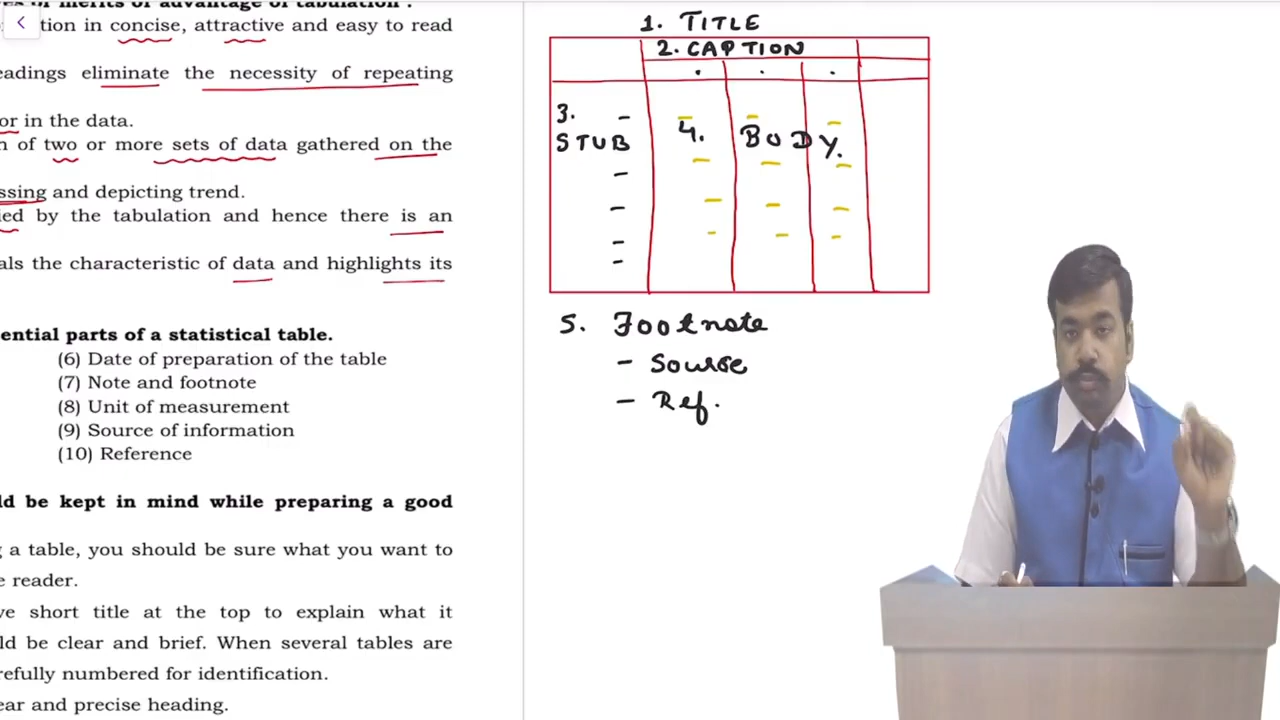 tion in concise, attractive and easy to read
eadings eliminate the necessity of repeating
or in the data.
n of two or more sets of data gathered on the
ssing and depicting trend.
ied by the tabulation and hence there is an
als the characteristic of data and highlights its
ential parts of a statistical table.
(6) Date of preparation of the table
(7) Note and footnote
(8) Unit of measurement
(9) Source of information
(10) Reference
ld be kept in mind while preparing a good
g a table, you should be sure what you want to
e reader.
ve short title at the top to explain what it
ld be clear and brief. When several tables are
refully numbered for identification.
ear and precise heading.
1. TITLE
2. CAPTION
3.
STUB
4. BODY.
5. Footnote
- Sourse
- Ref.